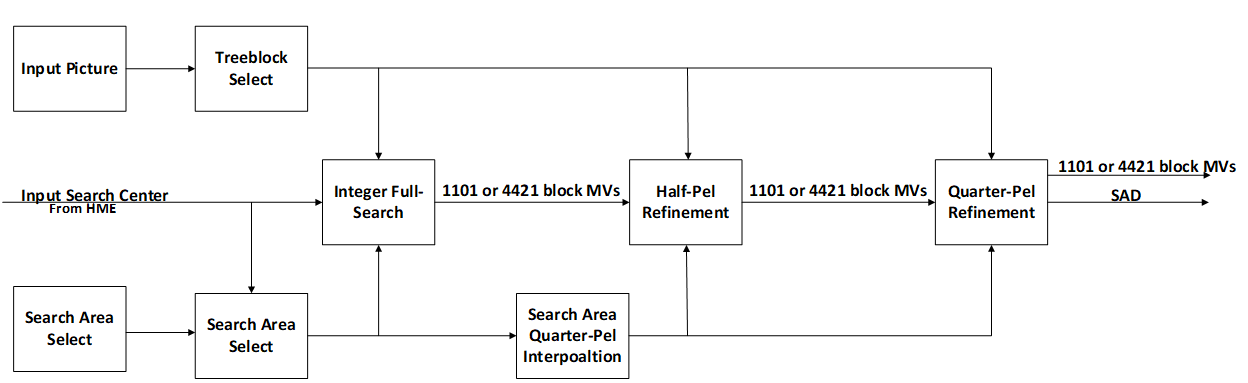 Input Picture
Treeblock
Select
Input Search Center
From HME
Integer Full-
Search
1101 or 4421 block MVs
Half-Pel
Refinement
1101 or 4421 block MVs
Quarter-Pel
Refinement
1101 or 4421 block MVs
SAD
Search Area
Select
Search Area
Select
Search Area
Quarter-Pel
Interpoaltion